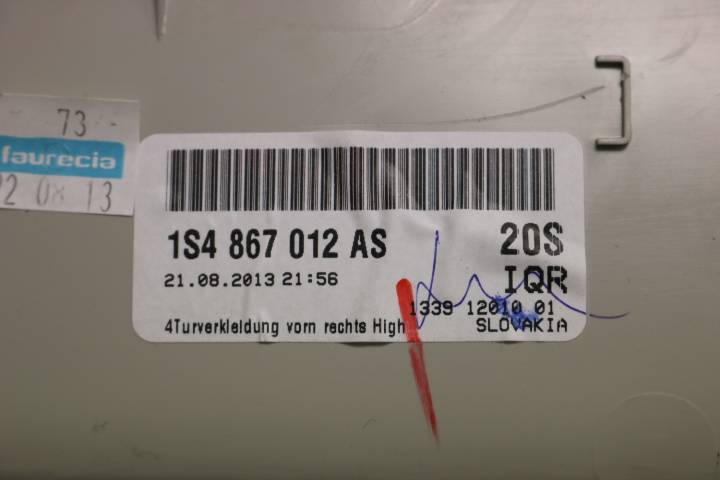 73
faurecia
2 08 13
1S4 867 012 AS
20S
21.08.2013 21:56
IQR
1339 12010 01
4Turverkleidung vorn rechts High
SLOVAKIA